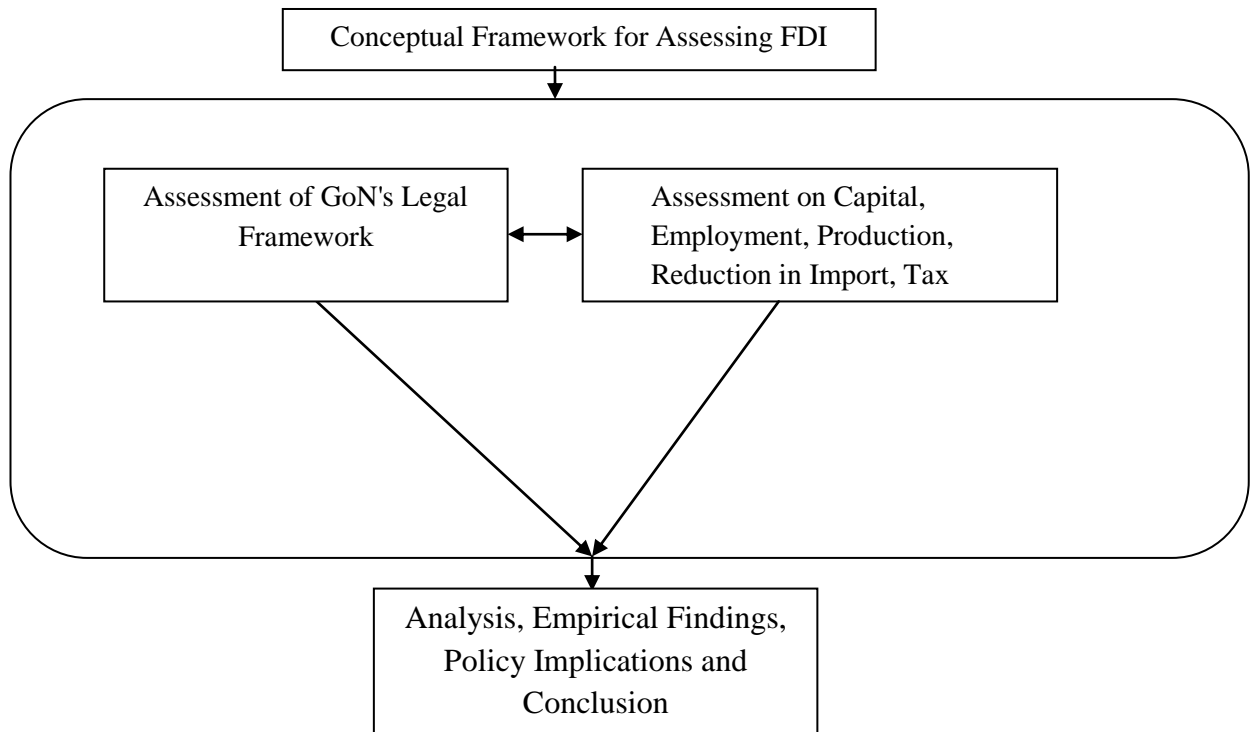 Conceptual Framework for Assessing FDI
Assessment of GoN's Legal
Framework
Assessment on Capital,
Employment, Production,
Reduction in Import, Tax
Analysis, Empirical Findings,
Policy Implications and
Conclusion